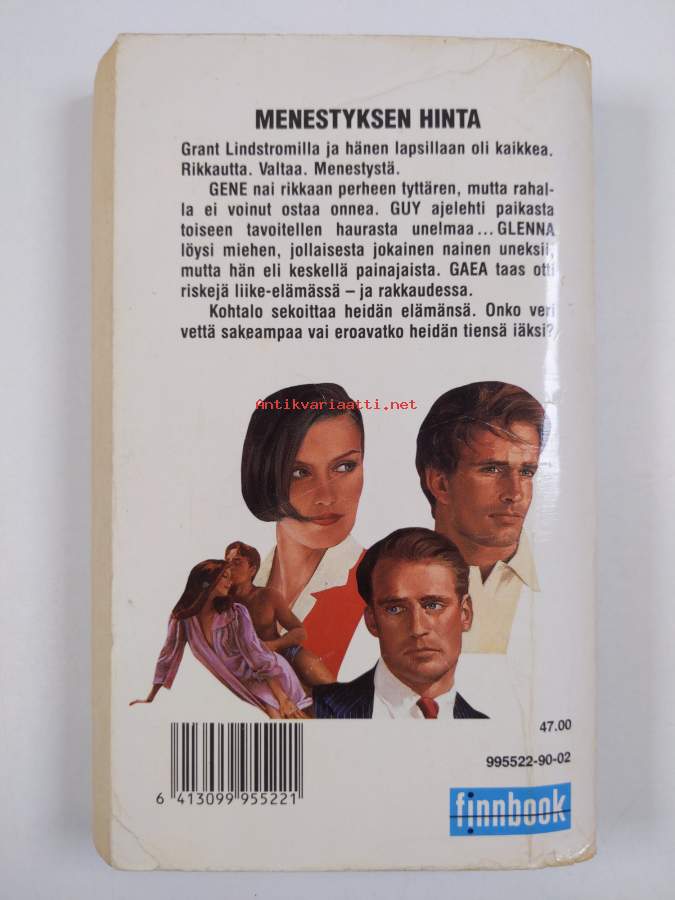 MENESTYKSEN HINTA
Grant Lindstromilla ja hänen lapsillaan oli kaikkea.
Rikkautta. Valtaa. Menestystä.
GENE nai rikkaan perheen tyttären, mutta rahal-
la ei voinut ostaa onnea. GUY ajelehti paikasta
toiseen tavoitellen haurasta unelmaa... GLENNA
löysi miehen, jollaisesta jokainen nainen uneksii,
mutta hän eli keskellä painajaista. GAEA taas otti
riskejä liike-elämässä – ja rakkaudessa.
Kohtalo sekoittaa heidän elämänsä. Onko veri
vettä sakeampaa vai eroavatko heidän tiensä iäksi?
Antikvariaatti.net
47.00
995522-90-02
6 413099 955221
finnbook